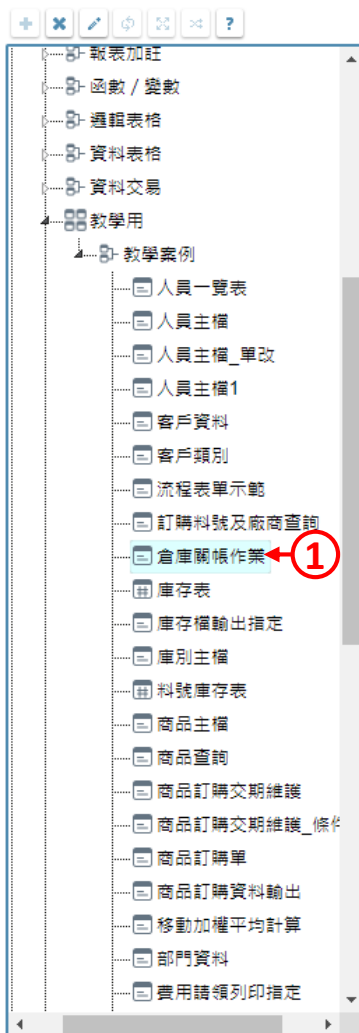 ?
報表加註
函數 / 變數
邏輯表格
資料表格
資料交易
教學用
教學案例
人員一覽表
人員主檔
人員主檔_單改
人員主檔1
客戶資料
客戶類別
流程表單示範
訂購料號及廠商查詢
倉庫關帳作業
1
庫存表
庫存檔輸出指定
庫別主檔
料號庫存表
商品主檔
商品查詢
商品訂購交期維護
商品訂購交期維護_條件
商品訂購單
商品訂購資料輸出
移動加權平均計算
部門資料
費用請領列印指定